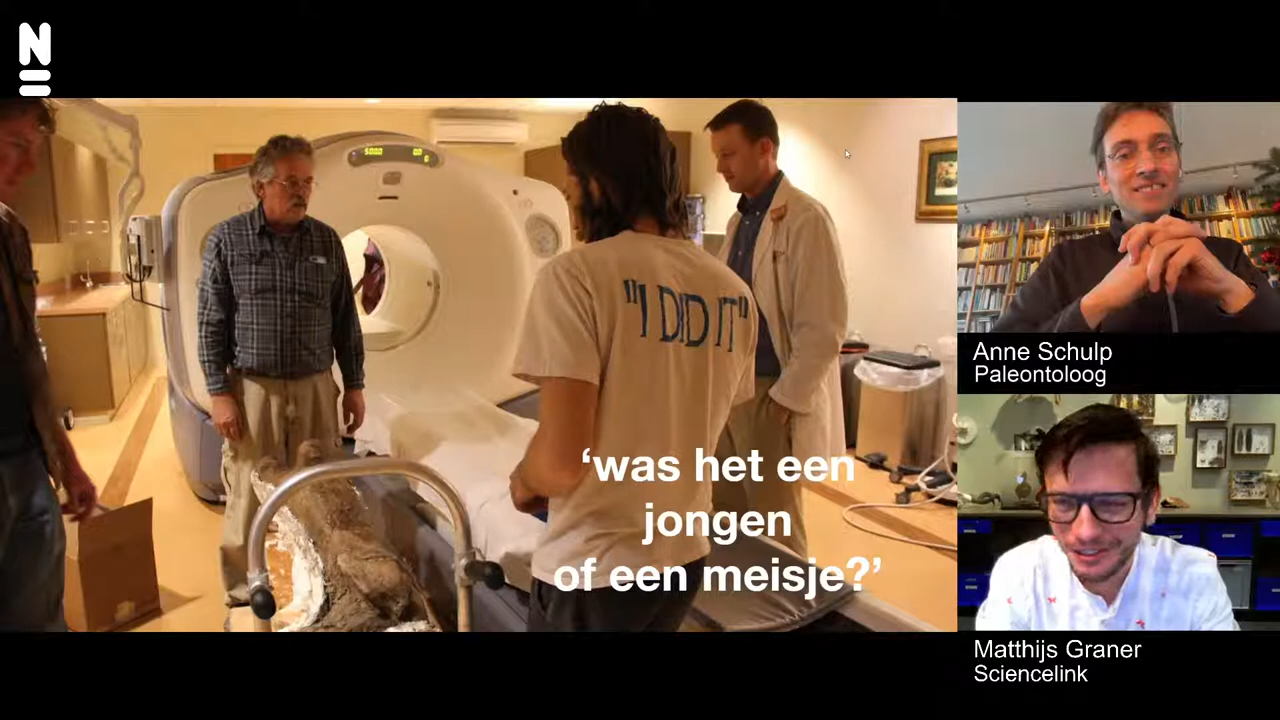 N
"I DID IT"
‘was het een
jongen
of een meisje?’
Anne Schulp
Paleontoloog
Matthijs Graner
Sciencelink